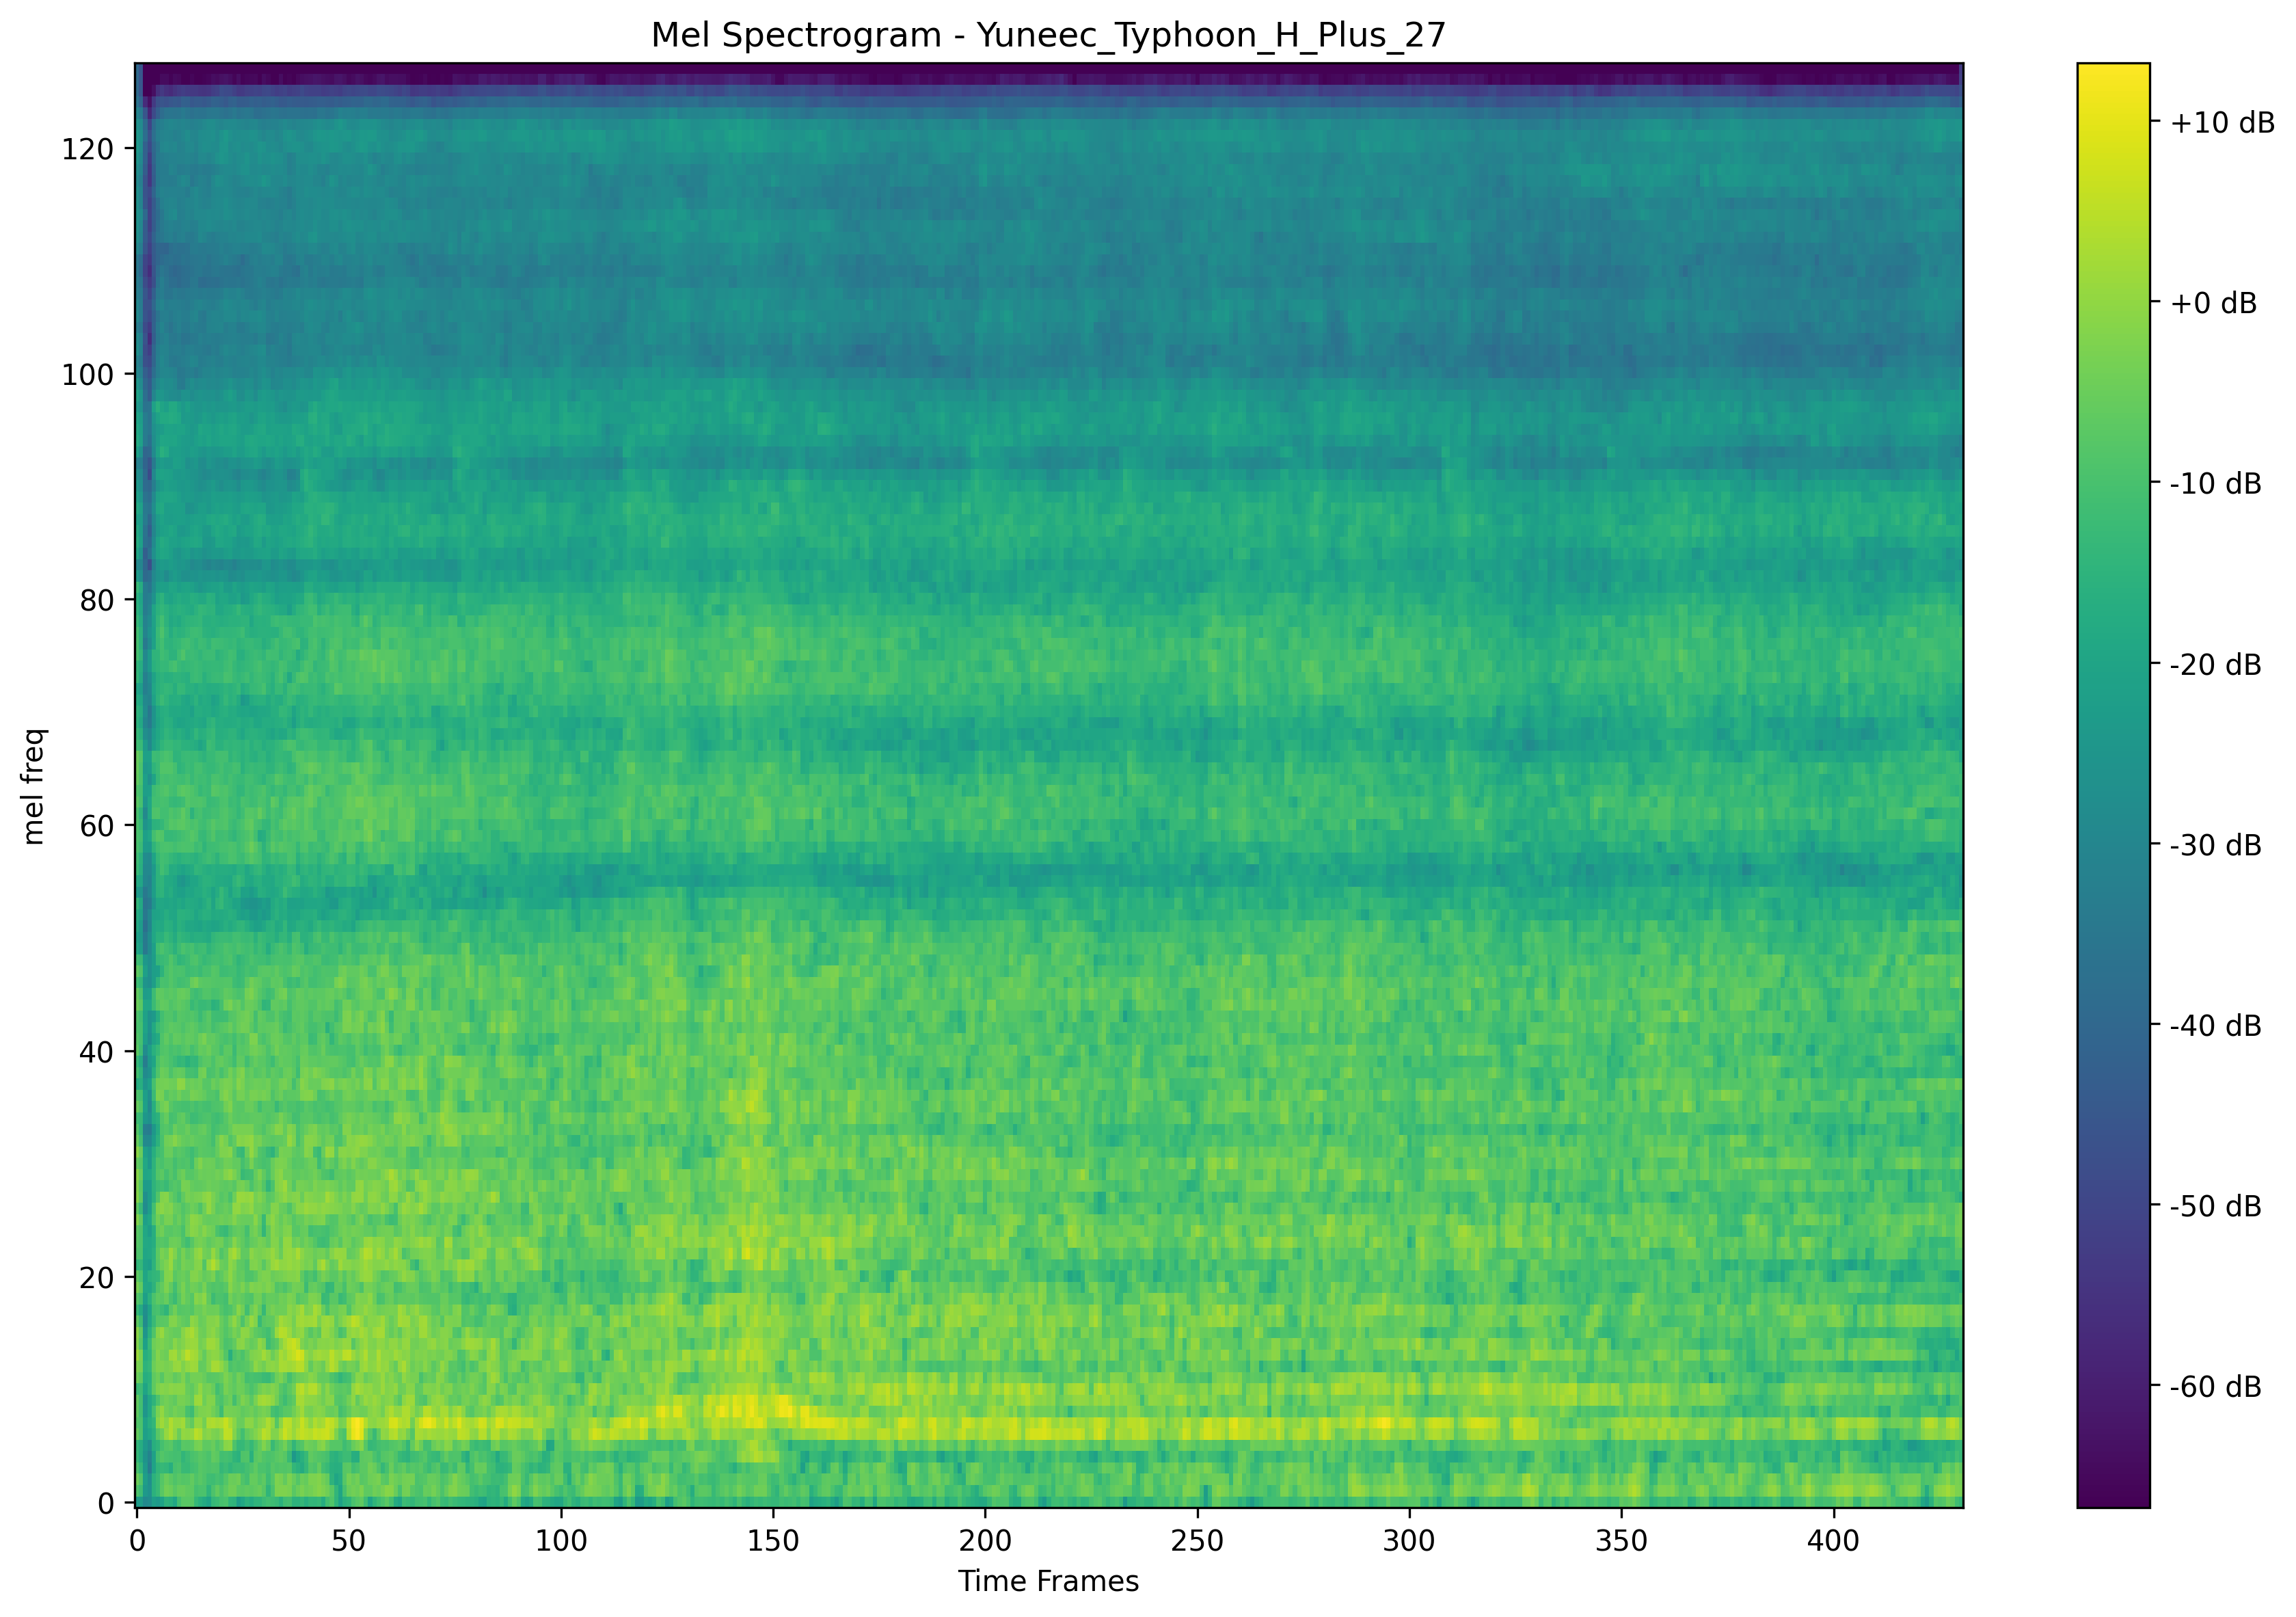 Mel Spectrogram - Yuneec_Typhoon_H_Plus_27
mel freq
120
100
80
60
40
20
0
0 50 100 150 200 250 300 350 400
Time Frames
+10 dB
+0 dB
-10 dB
-20 dB
-30 dB
-40 dB
-50 dB
-60 dB